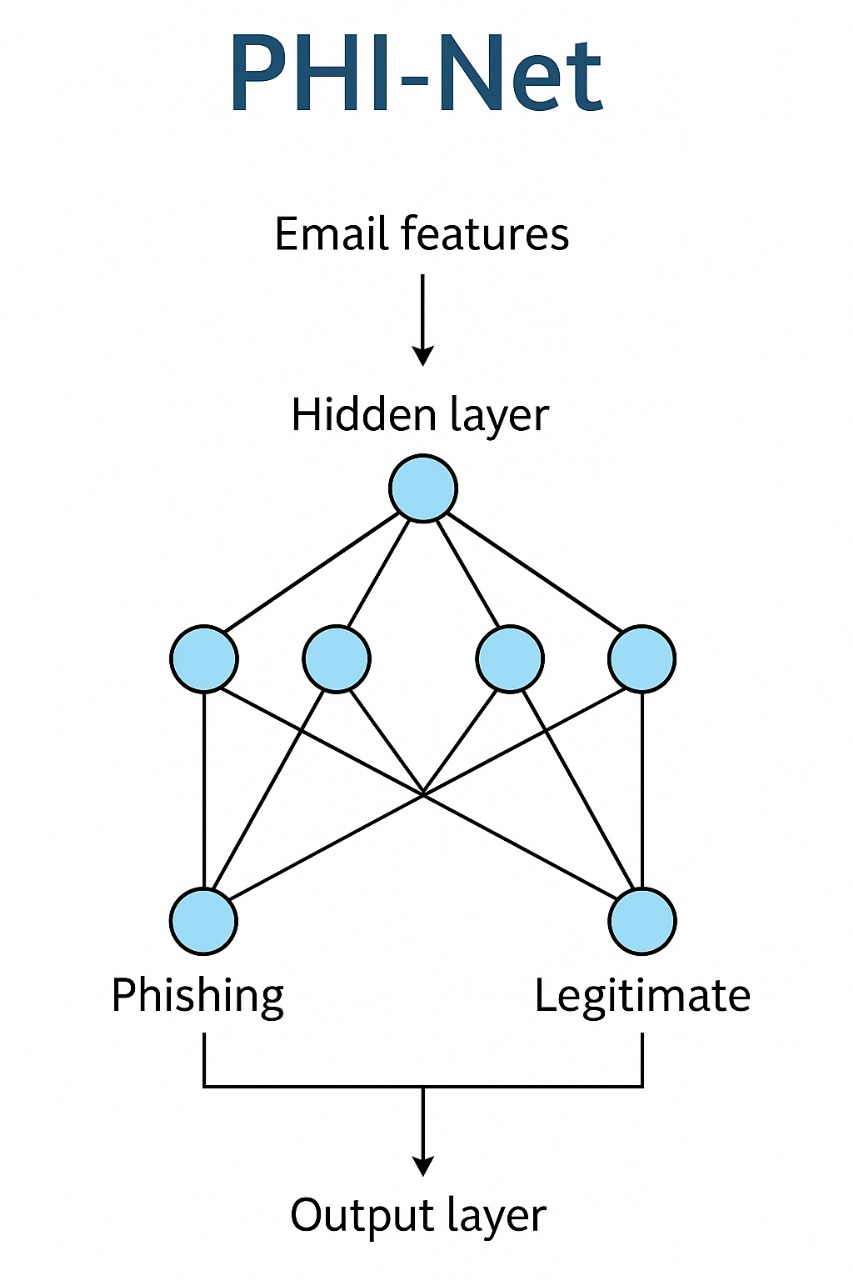 PHI-Net
Email features
Hidden layer
Phishing
Legitimate
Output layer